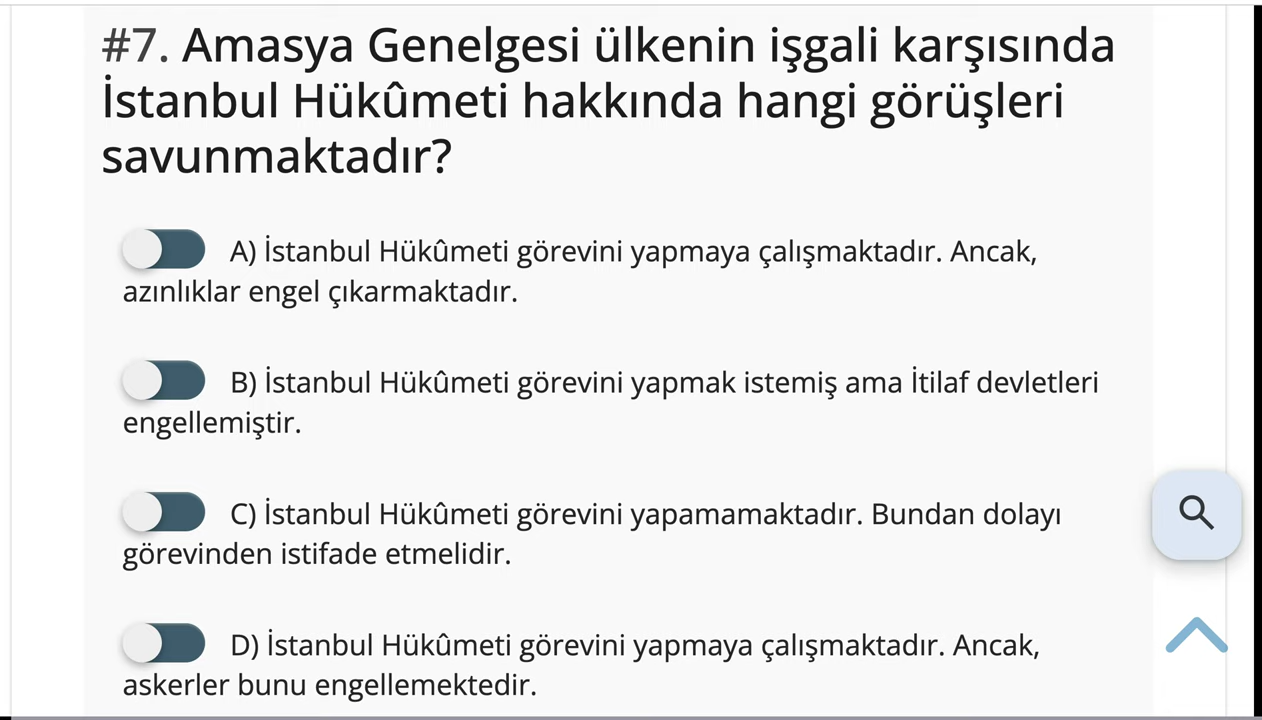 #7. Amasya Genelgesi ülkenin işgali karşısında
İstanbul Hükûmeti hakkında hangi görüşleri
savunmaktadır?
A) İstanbul Hükûmeti görevini yapmaya çalışmaktadır. Ancak,
azınlıklar engel çıkarmaktadır.
B) İstanbul Hükûmeti görevini yapmak istemiş ama İtilaf devletleri
engellemiştir.
C) İstanbul Hükûmeti görevini yapamamaktadır. Bundan dolayı
görevinden istifade etmelidir.
D) İstanbul Hükûmeti görevini yapmaya çalışmaktadır. Ancak,
askerler bunu engellemektedir.